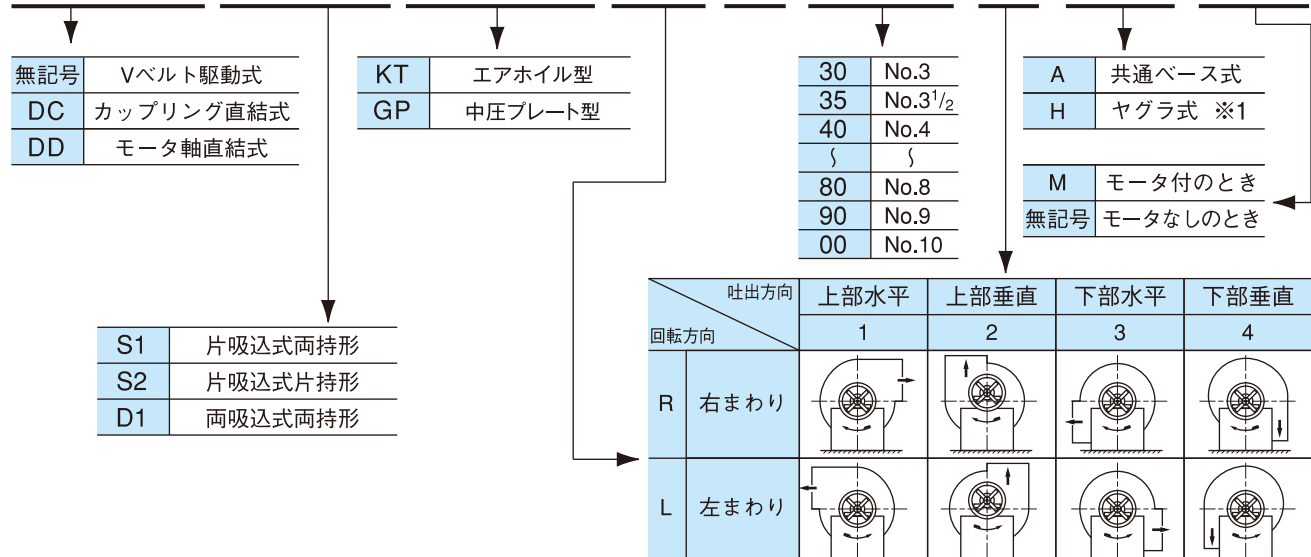 無記号 Vベルト駆動式
DC カップリング直結式
DD モータ軸直結式
KT エアホイル型
GP 中圧プレート型
30 No.3
35 No.3 1/2
40 No.4
〜 〜
80 No.8
90 No.9
00 No.10
A 共通ベース式
H ヤグラ式 ※1
M モータ付のとき
無記号 モータなしのとき
S1 片吸込式両持形
S2 片吸込式片持形
D1 両吸込式両持形
吐出方向 上部水平 上部垂直 下部水平 下部垂直
回転方向 1 2 3 4
R 右まわり
L 左まわり